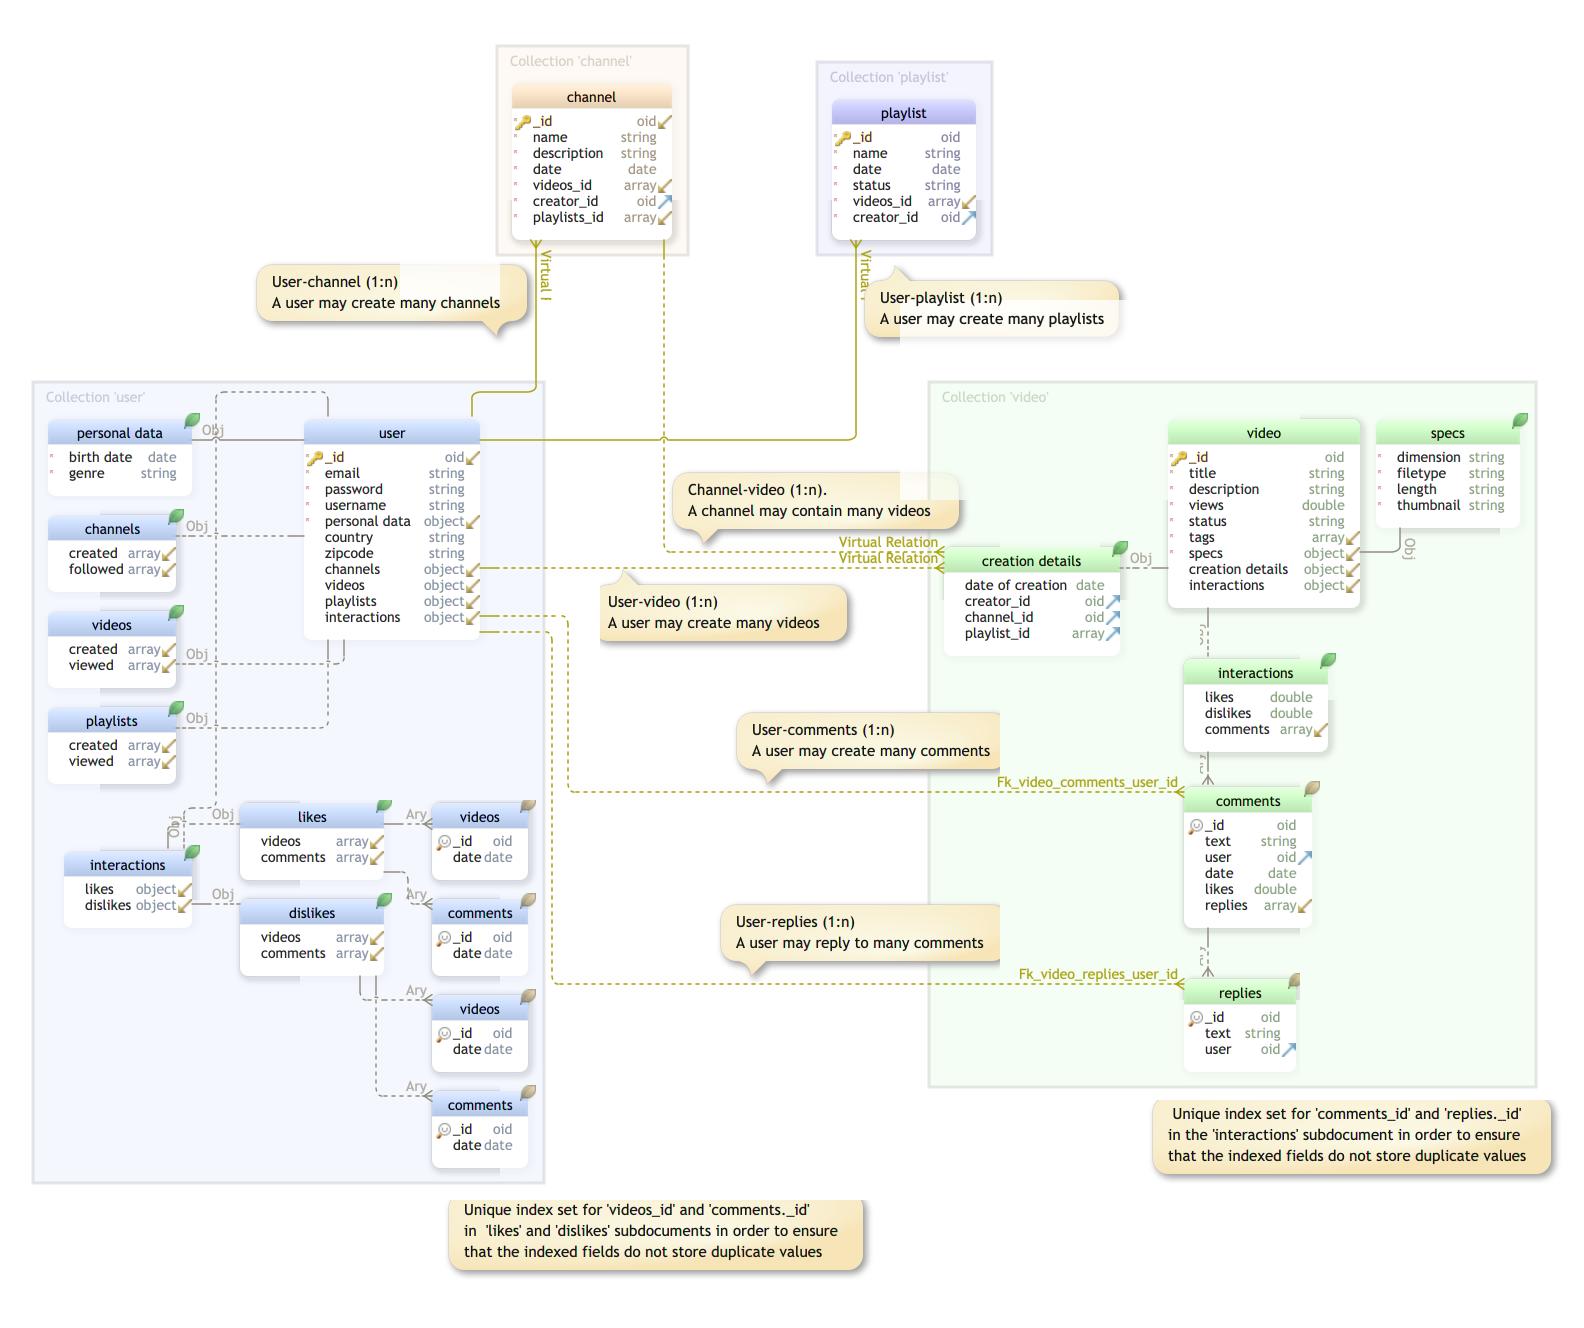 Collection 'channel'
channel
_id oid
name string
description string
date date
videos_id array
creator_id oid
playlists_id array
Collection 'playlist'
playlist
_id oid
name string
date date
status string
videos_id array
creator_id oid
Virtual
Virtual
User-channel (1:n)
A user may create many channels
User-playlist (1:n)
A user may create many playlists
Collection 'user'
personal data
birth date date
genre string
Obj
user
_id oid
email string
password string
username string
personal data object
country string
zipcode string
channels object
videos object
playlists object
interactions object
channels
created array
followed array
Obj
videos
created array
viewed array
Obj
playlists
created array
viewed array
Obj
interactions
likes object
dislikes object
Obj
Obj
Obj
likes
videos array
comments array
Ary
videos
_id oid
date date
Ary
comments
_id oid
date date
dislikes
videos array
comments array
Ary
videos
_id oid
date date
Ary
comments
_id oid
date date
Channel-video (1:n).
A channel may contain many videos
Virtual Relation
Virtual Relation
User-video (1:n)
A user may create many videos
User-comments (1:n)
A user may create many comments
Fk_video_comments_user_id
User-replies (1:n)
A user may reply to many comments
Fk_video_replies_user_id
Collection 'video'
video
_id oid
title string
description string
views double
status string
tags array
specs object
creation details object
interactions object
specs
dimension string
filetype string
length string
thumbnail string
Obj
creation details
date of creation date
creator_id oid
channel_id oid
playlist_id array
Obj
Obj
interactions
likes double
dislikes double
comments array
Ary
comments
_id oid
text string
user oid
date date
likes double
replies array
Ary
replies
_id oid
text string
user oid
Unique index set for 'comments_id' and 'replies._id'
in the 'interactions' subdocument in order to ensure
that the indexed fields do not store duplicate values
Unique index set for 'videos_id' and 'comments._id'
in 'likes' and 'dislikes' subdocuments in order to ensure
that the indexed fields do not store duplicate values